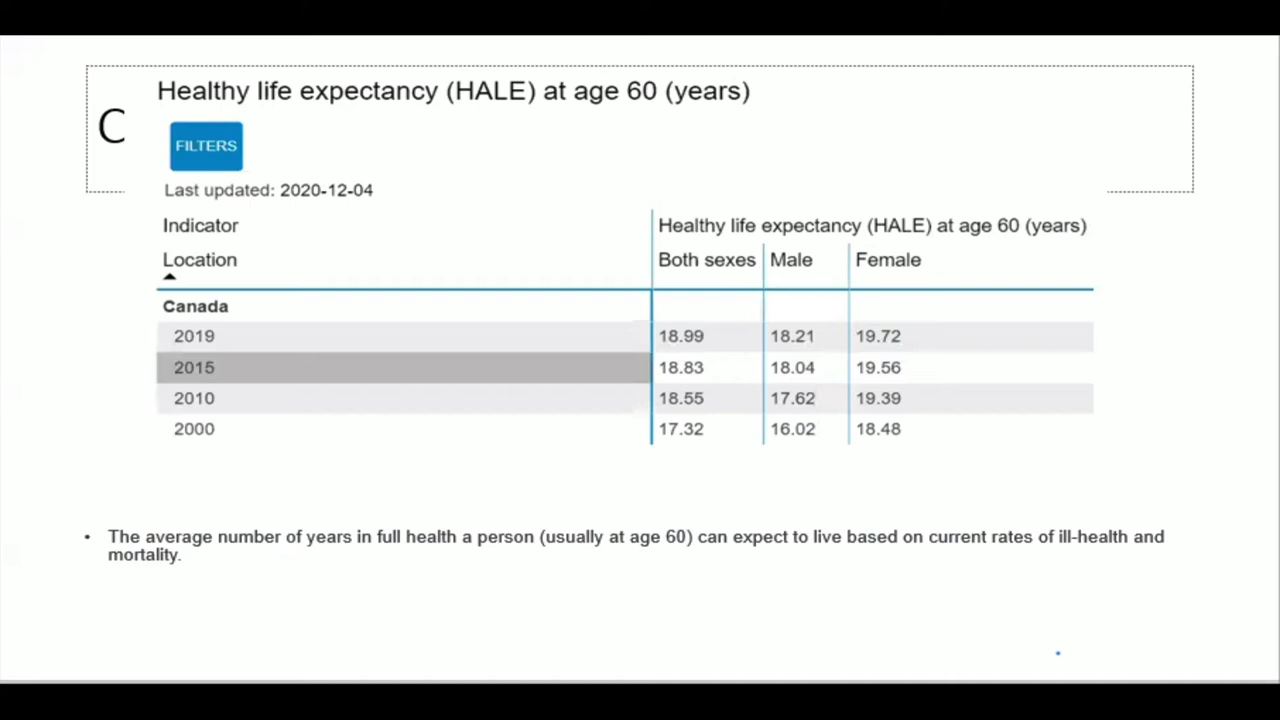 Healthy life expectancy (HALE) at age 60 (years)
C
FILTERS
Last updated: 2020-12-04
Indicator Healthy life expectancy (HALE) at age 60 (years)
Location Both sexes Male Female
Canada
2019 18.99 18.21 19.72
2015 18.83 18.04 19.56
2010 18.55 17.62 19.39
2000 17.32 16.02 18.48
• The average number of years in full health a person (usually at age 60) can expect to live based on current rates of ill-health and
mortality.